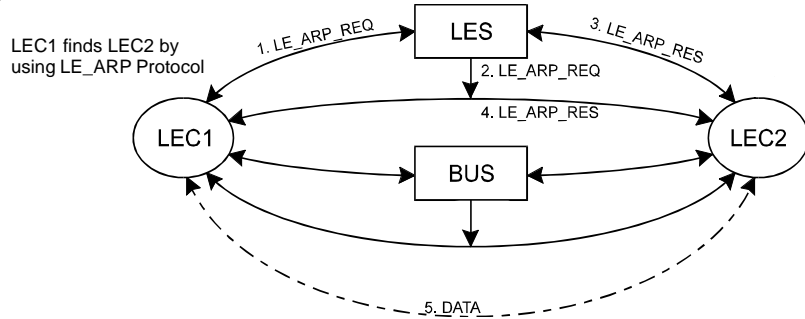 LEC1 finds LEC2 by
using LE_ARP Protocol
1. LE_ARP_REQ
LES
3. LE_ARP_RES
2. LE_ARP_REQ
4. LE_ARP_RES
LEC1
LEC2
BUS
5. DATA